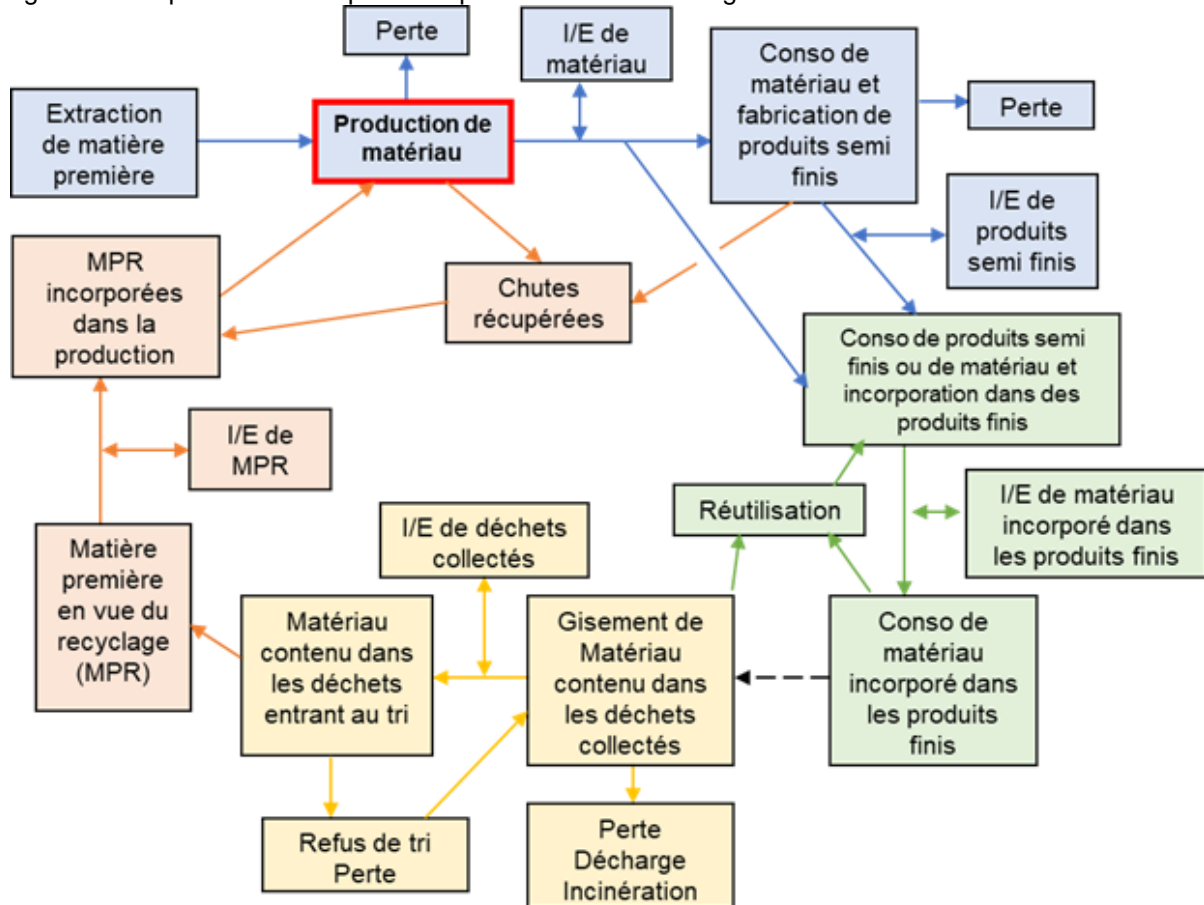 Perte
I/E de
matériau
Conso de
matériau et
fabrication de
produits semi
finis
Perte
Extraction
de matière
première
Production de
matériau
I/E de
produits
semi finis
MPR
incorporées
dans la
production
Chutes
récupérées
Conso de produits semi
finis ou de matériau et
incorporation dans des
produits finis
I/E de
MPR
Réutilisation
I/E de matériau
incorporé dans
les produits finis
I/E de déchets
collectés
Matière
première
en vue du
recyclage
(MPR)
Matériau
contenu dans
les déchets
entrant au tri
Gisement de
Matériau
contenu dans
les déchets
collectés
Conso de
matériau
incorporé dans
les produits
finis
Refus de tri
Perte
Perte
Décharge
Incinération